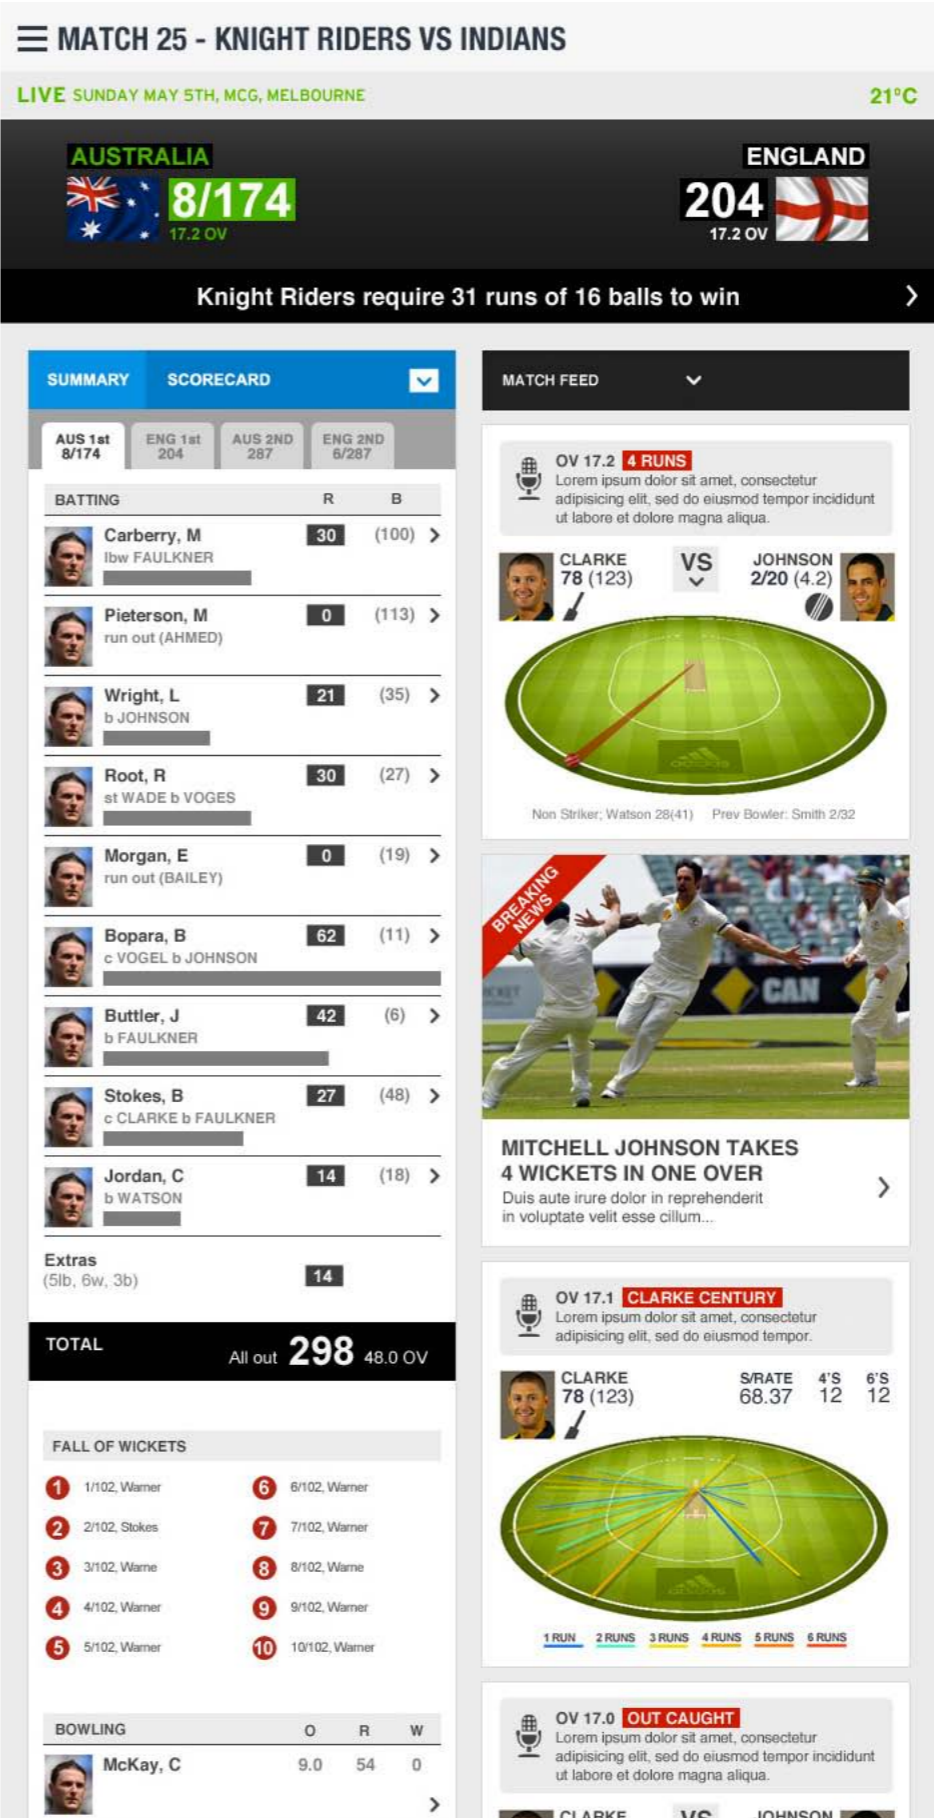 MATCH 25 - KNIGHT RIDERS VS INDIANS
LIVE SUNDAY MAY 5TH, MCG, MELBOURNE
21°C
AUSTRALIA
8/174
17.2 OV
ENGLAND
204
17.2 OV
Knight Riders require 31 runs of 16 balls to win
SUMMARY SCORECARD
AUS 1st
8/174
ENG 1st
204
AUS 2ND
287
ENG 2ND
6/287
BATTING R B
Carberry, M 30 (100)
lbw FAULKNER
Pieterson, M 0 (113)
run out (AHMED)
Wright, L 21 (35)
b JOHNSON
Root, R 30 (27)
st WADE b VOGES
Morgan, E 0 (19)
run out (BAILEY)
Bopara, B 62 (11)
c VOGEL b JOHNSON
Buttler, J 42 (6)
b FAULKNER
Stokes, B 27 (48)
c CLARKE b FAULKNER
Jordan, C 14 (18)
b WATSON
Extras
(5lb, 6w, 3b) 14
TOTAL
All out 298 48.0 OV
FALL OF WICKETS
1 1/102, Warner
2 2/102, Stokes
3 3/102, Warne
4 4/102, Warner
5 5/102, Warner
6 6/102, Warner
7 7/102, Warner
8 8/102, Warne
9 9/102, Warner
10 10/102, Warner
BOWLING O R W
McKay, C 9.0 54 0
MATCH FEED
OV 17.2 4 RUNS
Lorem ipsum dolor sit amet, consectetur
adipisicing elit, sed do eiusmod tempor incididunt
ut labore et dolore magna aliqua.
CLARKE
78 (123)
VS
JOHNSON
2/20 (4.2)
adidas
Non Striker; Watson 28(41) Prev Bowler: Smith 2/32
BREAKING
NEWS
CAN
MITCHELL JOHNSON TAKES
4 WICKETS IN ONE OVER
Duis aute irure dolor in reprehenderit
in voluptate velit esse cillum...
OV 17.1 CLARKE CENTURY
Lorem ipsum dolor sit amet, consectetur
adipisicing elit, sed do eiusmod tempor.
CLARKE
78 (123)
S/RATE 4'S 6'S
68.37 12 12
adidas
1 RUN 2 RUNS 3 RUNS 4 RUNS 5 RUNS 6 RUNS
OV 17.0 OUT CAUGHT
Lorem ipsum dolor sit amet, consectetur
adipisicing elit, sed do eiusmod tempor incididunt
ut labore et dolore magna aliqua.
CLARKE VS JOHNSON